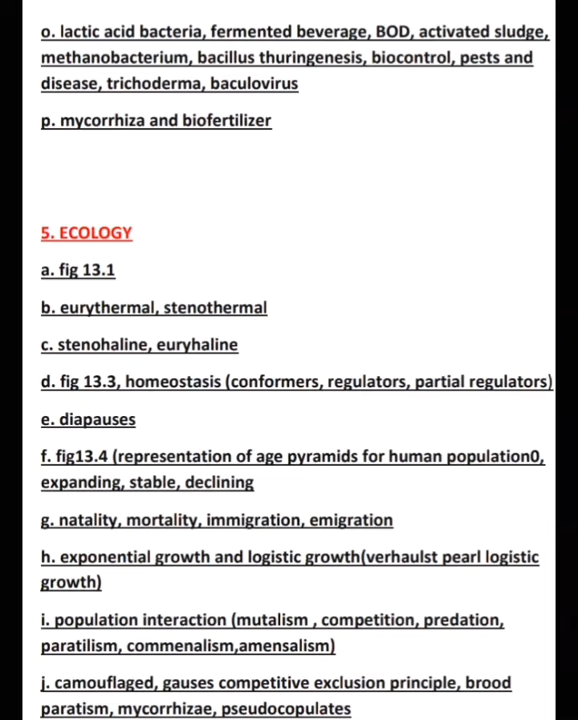 o. lactic acid bacteria, fermented beverage, BOD, activated sludge,
methanobacterium, bacillus thuringenesis, biocontrol, pests and
disease, trichoderma, baculovirus
p. mycorrhiza and biofertilizer
5. ECOLOGY
a. fig 13.1
b. eurythermal, stenothermal
c. stenohaline, euryhaline
d. fig 13.3, homeostasis (conformers, regulators, partial regulators)
e. diapauses
f. fig13.4 (representation of age pyramids for human population0,
expanding, stable, declining
g. natality, mortality, immigration, emigration
h. exponential growth and logistic growth(verhaulst pearl logistic
growth)
i. population interaction (mutalism , competition, predation,
paratilism, commenalism,amensalism)
j. camouflaged, gauses competitive exclusion principle, brood
paratism, mycorrhizae, pseudocopulates